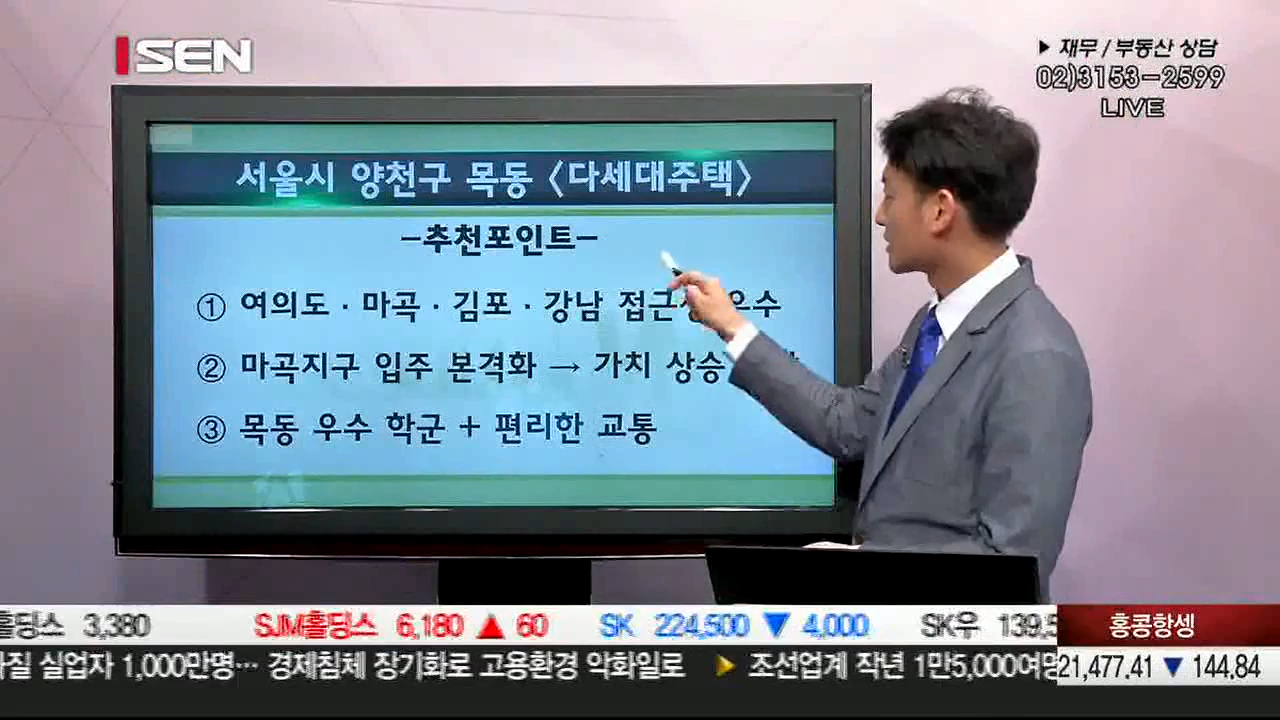 SEN
▶ 재무 / 부동산 상담
02)3153-2599
LIVE
서울시 양천구 목동 〈다세대주택〉
-추천포인트-
① 여의도 · 마곡 · 김포 · 강남 우수
② 마곡지구 입주 본격화 → 가치 상승
③ 목동 우수 학군 + 편리한 교통
홀딩스 3,380 SJM홀딩스 6,180 ▲ 60 SK 224,500 ▼ 4,000 SK우 139,5
홍콩항셍
실업자 1,000만명… 경제침체 장기화로 고용환경 악화일로 ▶ 조선업계 작년 1만5,000여명
21,477.41 ▼ 144.84